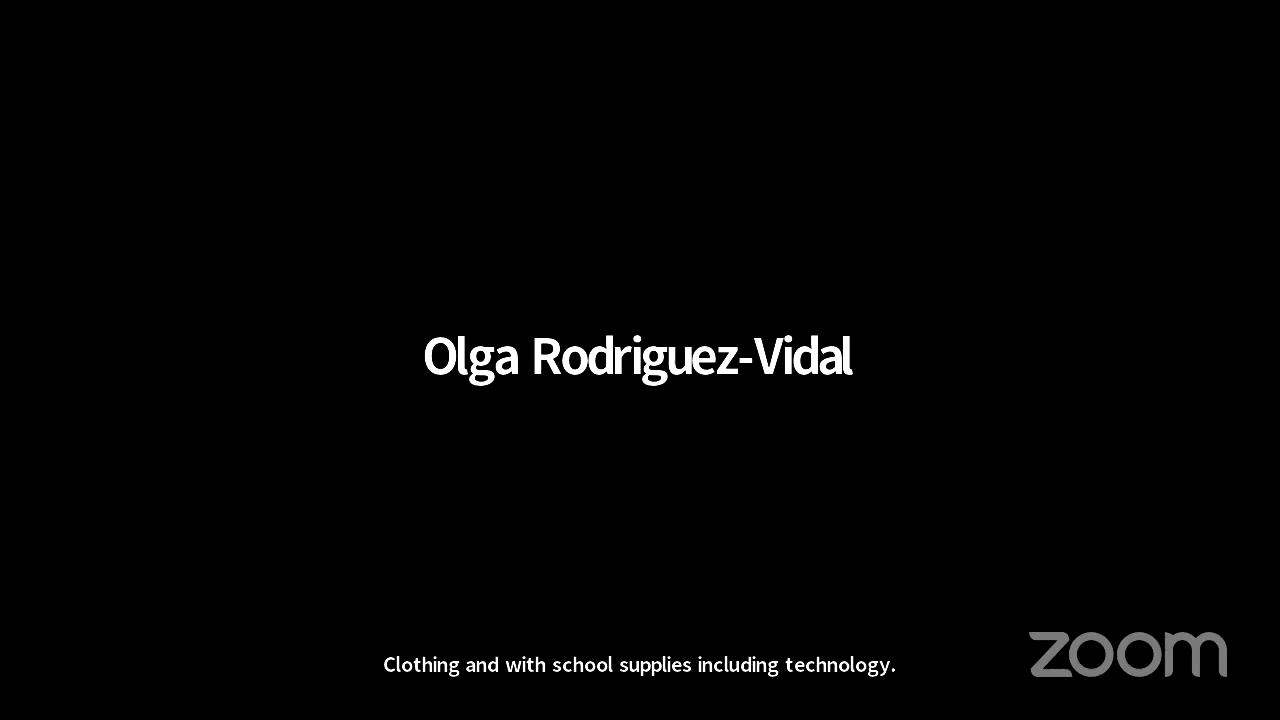 Olga Rodriguez-Vidal
Clothing and with school supplies including technology.
zoom